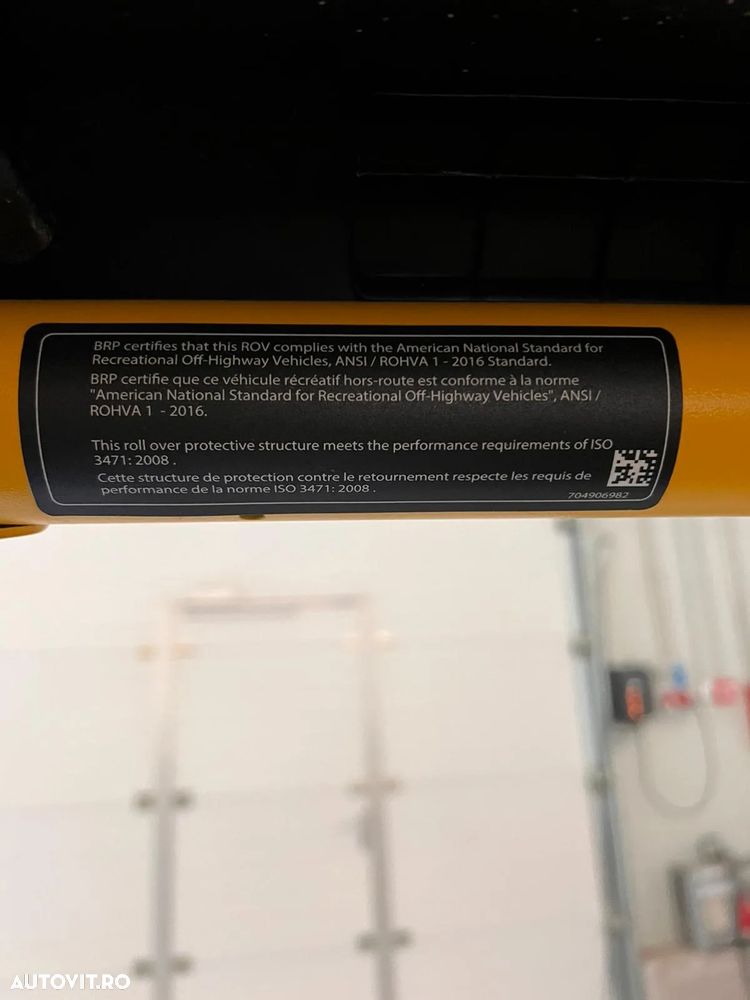 BRP certifies that this ROV complies with the American National Standard for
Recreational Off-Highway Vehicles, ANSI / ROHVA 1 - 2016 Standard.
BRP certifie que ce véhicule récréatif hors-route est conforme à la norme
"American National Standard for Recreational Off-Highway Vehicles", ANSI /
ROHVA 1 - 2016.
This roll over protective structure meets the performance requirements of ISO
3471: 2008 .
Cette structure de protection contre le retournement respecte les requis de
performance de la norme ISO 3471: 2008 .
704906982
AUTOVIT.RO